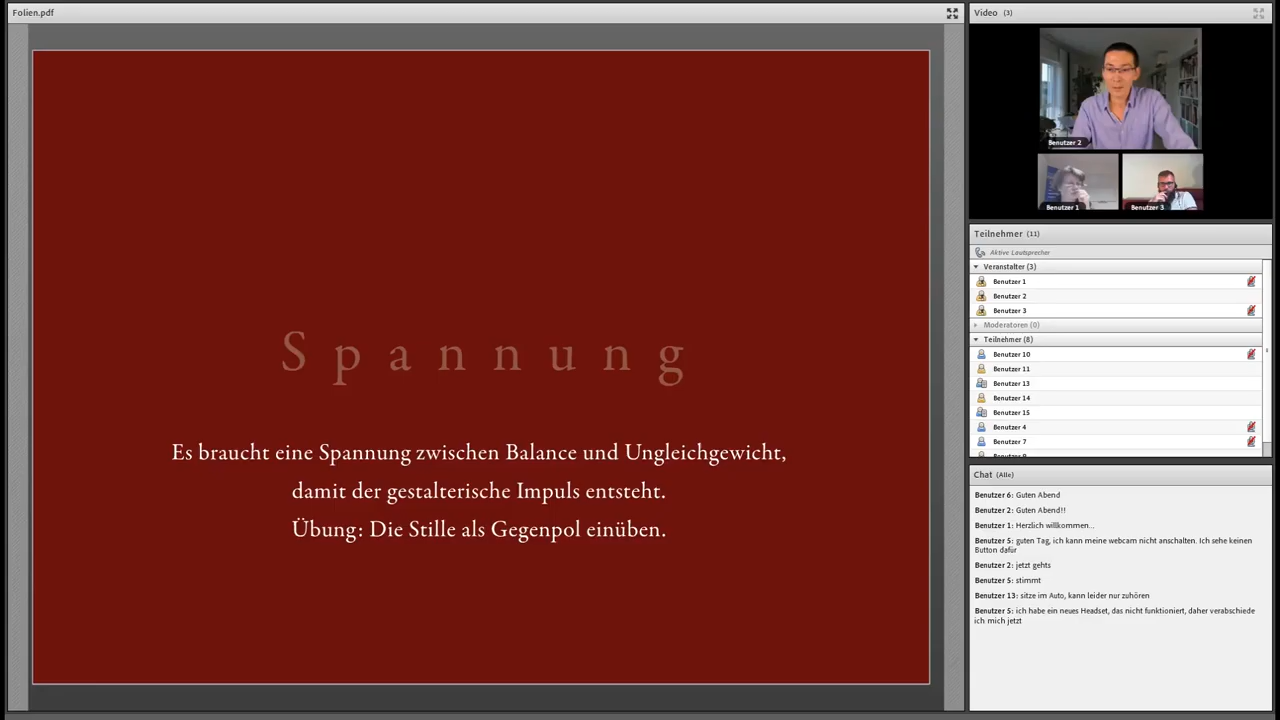 Folien.pdf
Spannung
Es braucht eine Spannung zwischen Balance und Ungleichgewicht,
damit der gestalterische Impuls entsteht.
Übung: Die Stille als Gegenpol einüben.
Video (3)
Benutzer 2
Benutzer 1
Benutzer 3
Teilnehmer (11)
Aktive Lautsprecher
Veranstalter (3)
Benutzer 1
Benutzer 2
Benutzer 3
Moderatoren (0)
Teilnehmer (8)
Benutzer 10
Benutzer 11
Benutzer 13
Benutzer 14
Benutzer 15
Benutzer 4
Benutzer 7
Chat (Alle)
Benutzer 6: Guten Abend
Benutzer 2: Guten Abend!!
Benutzer 1: Herzlich willkommen...
Benutzer 5: guten Tag, ich kann meine webcam nicht anschalten. Ich sehe keinen
Button dafür
Benutzer 2: jetzt gehts
Benutzer 5: stimmt
Benutzer 13: sitze im Auto, kann leider nur zuhören
Benutzer 5: ich habe ein neues Headset, das nicht funktioniert, daher verabschiede
ich mich jetzt